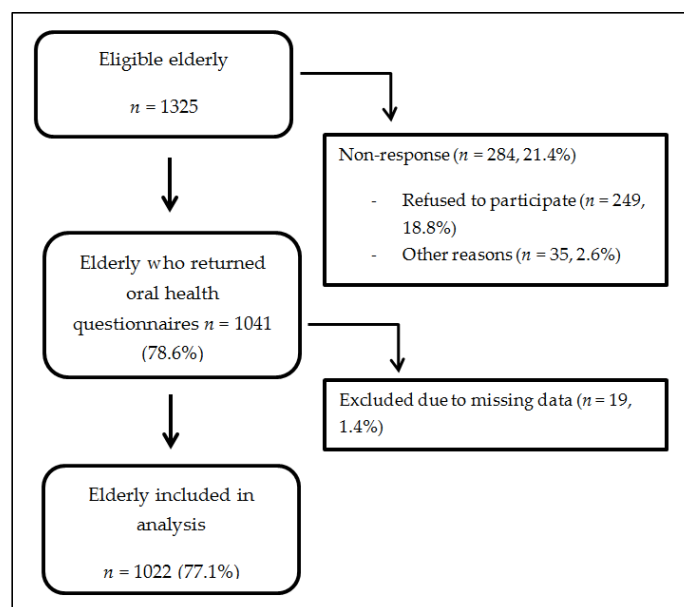 Eligible elderly
n = 1325
Non-response (n = 284, 21.4%)
- Refused to participate (n = 249,
18.8%)
- Other reasons (n = 35, 2.6%)
Elderly who returned
oral health
questionnaires n = 1041
(78.6%)
Excluded due to missing data (n = 19,
1.4%)
Elderly included in
analysis
n = 1022 (77.1%)